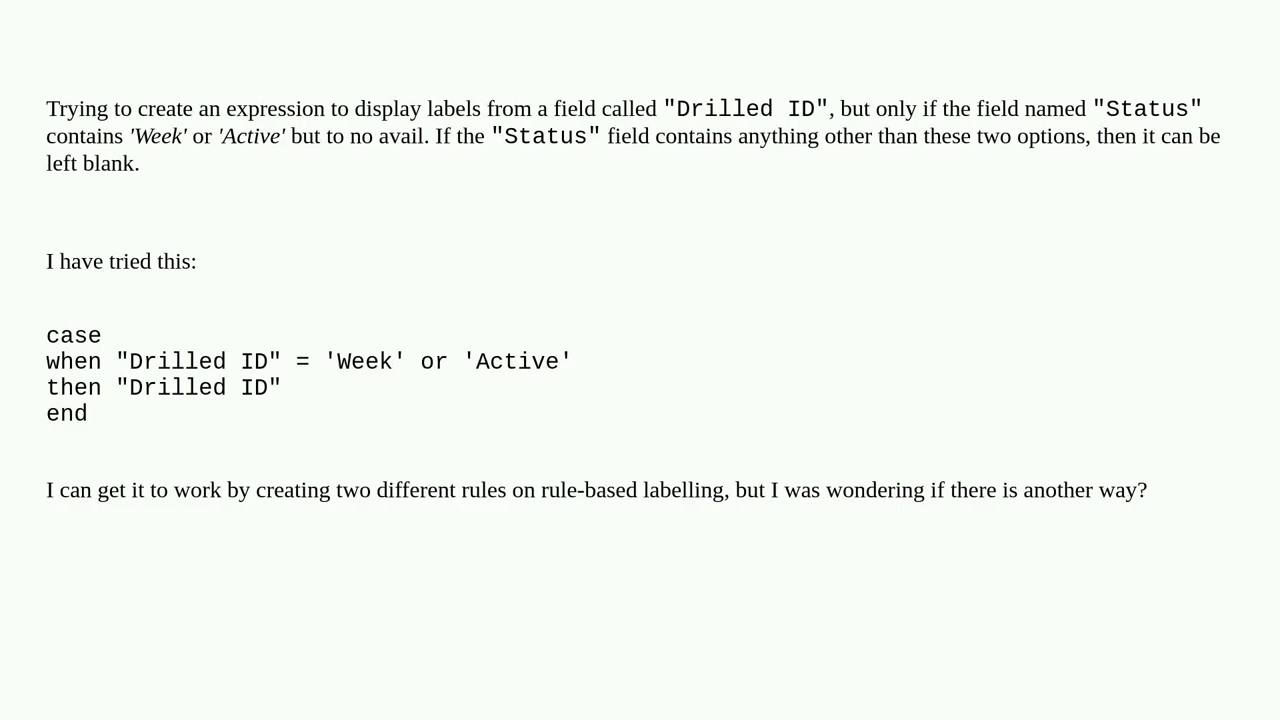 Trying to create an expression to display labels from a field called "Drilled ID", but only if the field named "Status"
contains 'Week' or 'Active' but to no avail. If the "Status" field contains anything other than these two options, then it can be
left blank.
I have tried this:
case
when "Drilled ID" = 'Week' or 'Active'
then "Drilled ID"
end
I can get it to work by creating two different rules on rule-based labelling, but I was wondering if there is another way?